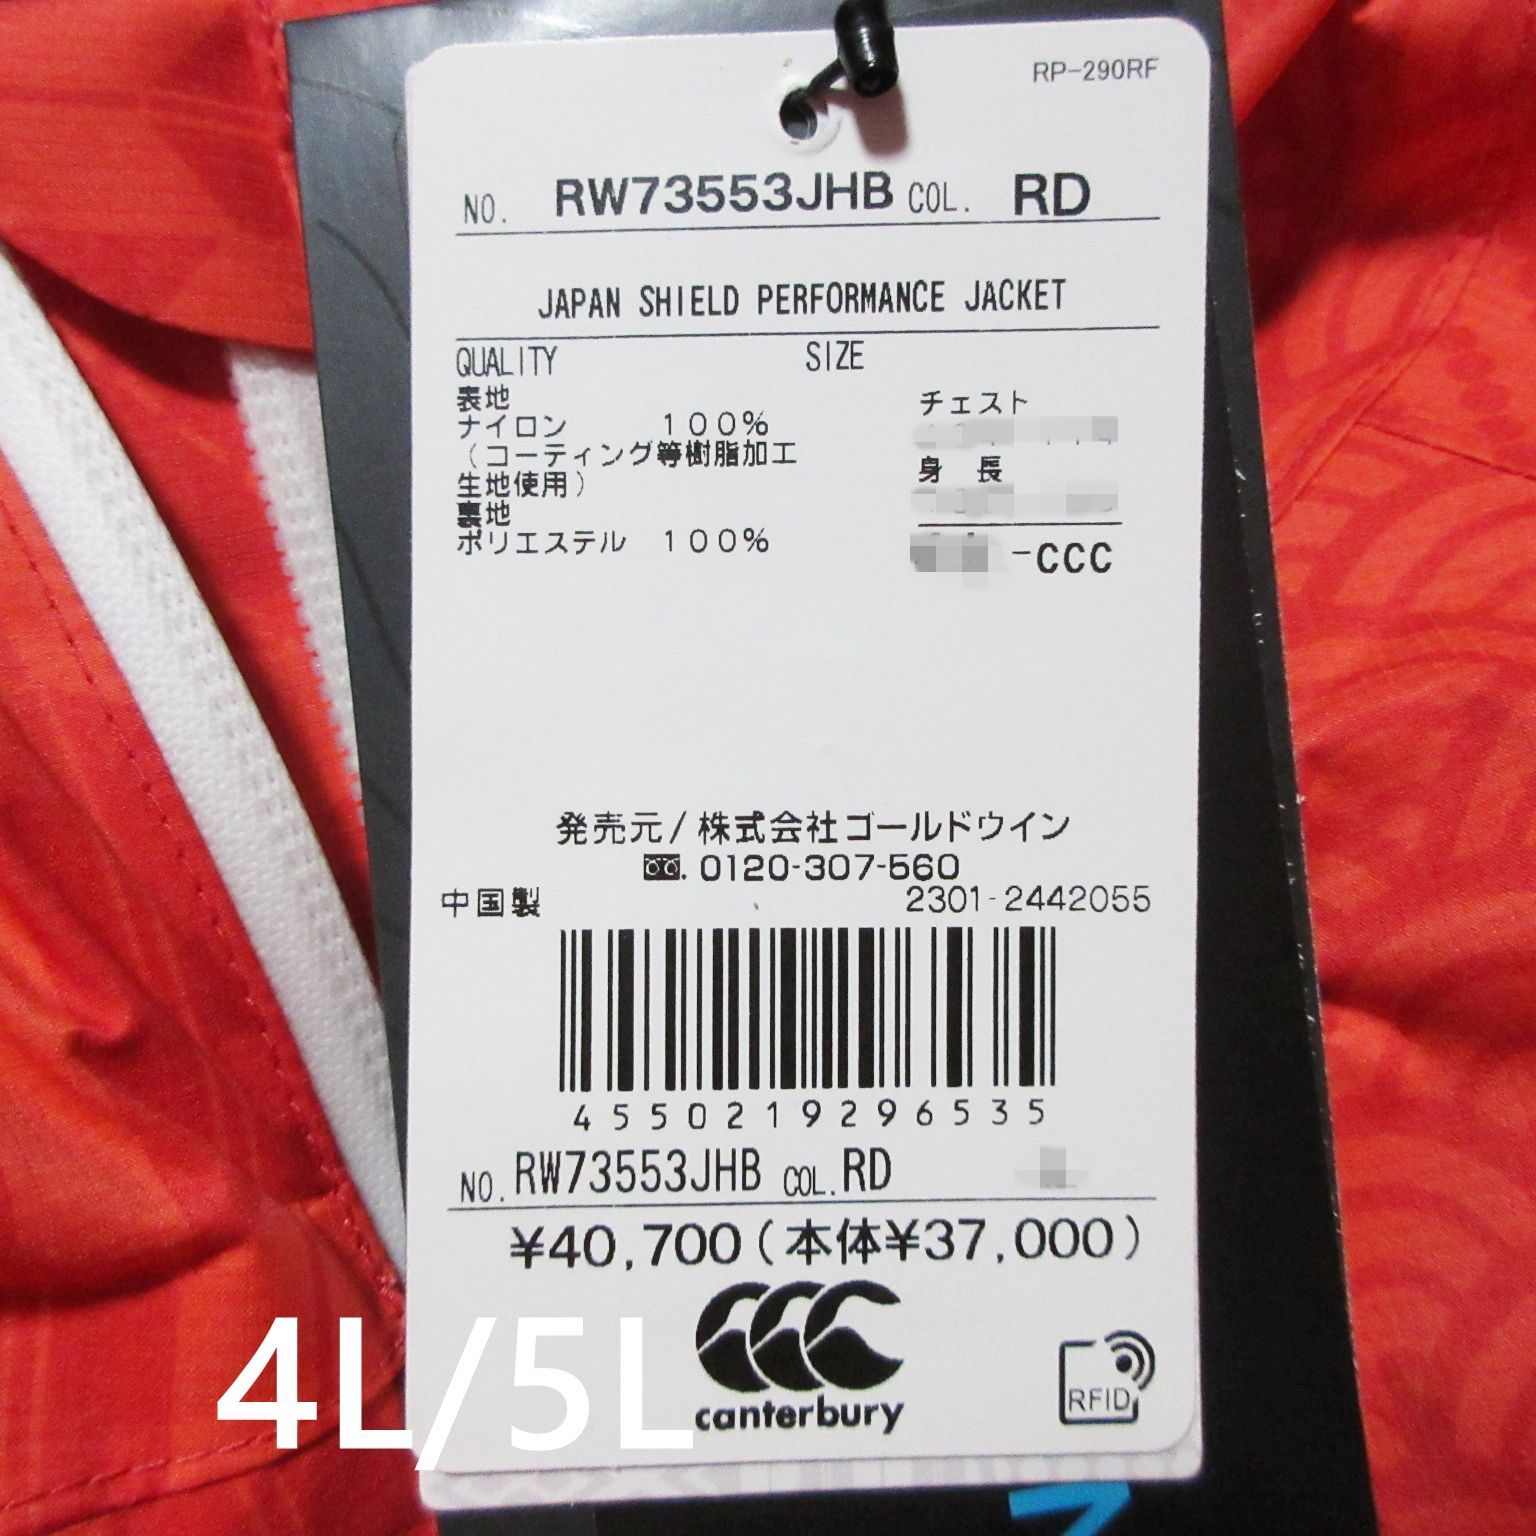 RP-290RF
NO. RW73553JHB COL. RD
JAPAN SHIELD PERFORMANCE JACKET
QUALITY SIZE
表地
ナイロン 100%
(コーティング等樹脂加工
生地使用)
裏地
ポリエステル 100%
チェスト
身 長
-CCC
発売元/株式会社ゴールドウイン
0120-307-560
中国製 2301-2442055
4550219296535
NO. RW73553JHB COL. RD
¥40,700(本体¥37,000)
canterbury
RFID
4L/5L